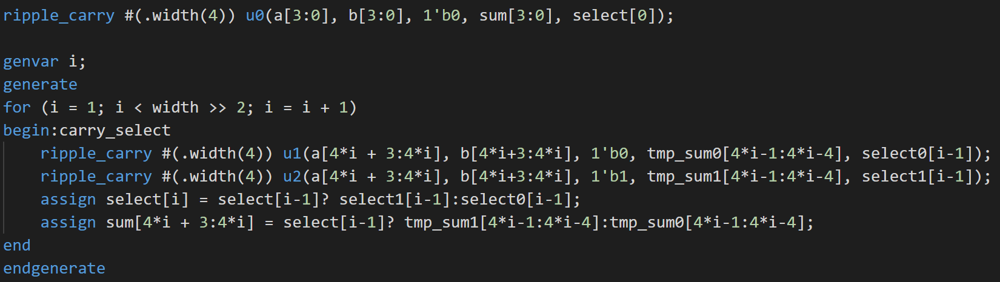 ripple_carry #(.width(4)) u0(a[3:0], b[3:0], 1'b0, sum[3:0], select[0]);
genvar i;
generate
for (i = 1; i < width >> 2; i = i + 1)
begin:carry_select
ripple_carry #(.width(4)) u1(a[4*i + 3:4*i], b[4*i+3:4*i], 1'b0, tmp_sum0[4*i-1:4*i-4], select0[i-1]);
ripple_carry #(.width(4)) u2(a[4*i + 3:4*i], b[4*i+3:4*i], 1'b1, tmp_sum1[4*i-1:4*i-4], select1[i-1]);
assign select[i] = select[i-1]? select1[i-1]:select0[i-1];
assign sum[4*i + 3:4*i] = select[i-1]? tmp_sum1[4*i-1:4*i-4]:tmp_sum0[4*i-1:4*i-4];
end
endgenerate